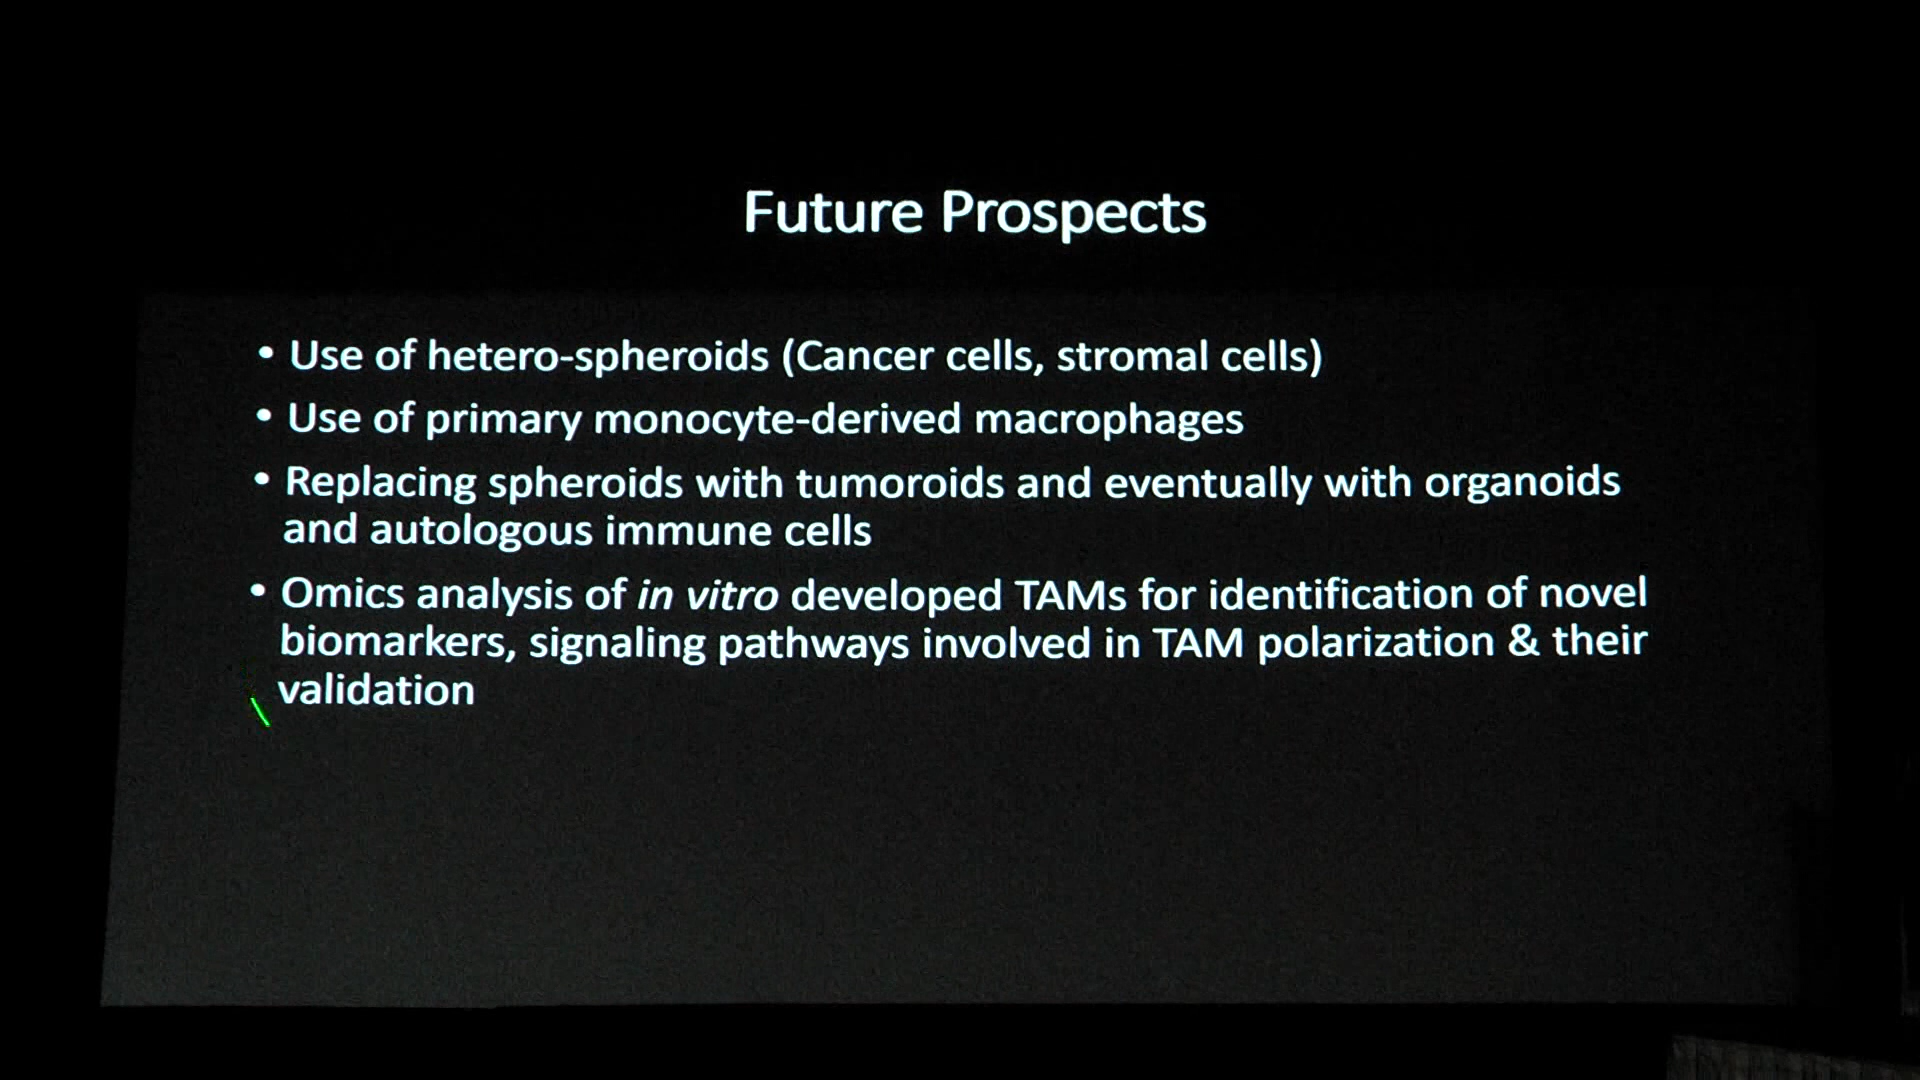 Future Prospects
• Use of hetero-spheroids (Cancer cells, stromal cells)
• Use of primary monocyte-derived macrophages
• Replacing spheroids with tumoroids and eventually with organoids
and autologous immune cells
• Omics analysis of in vitro developed TAMs for identification of novel
biomarkers, signaling pathways involved in TAM polarization & their
validation